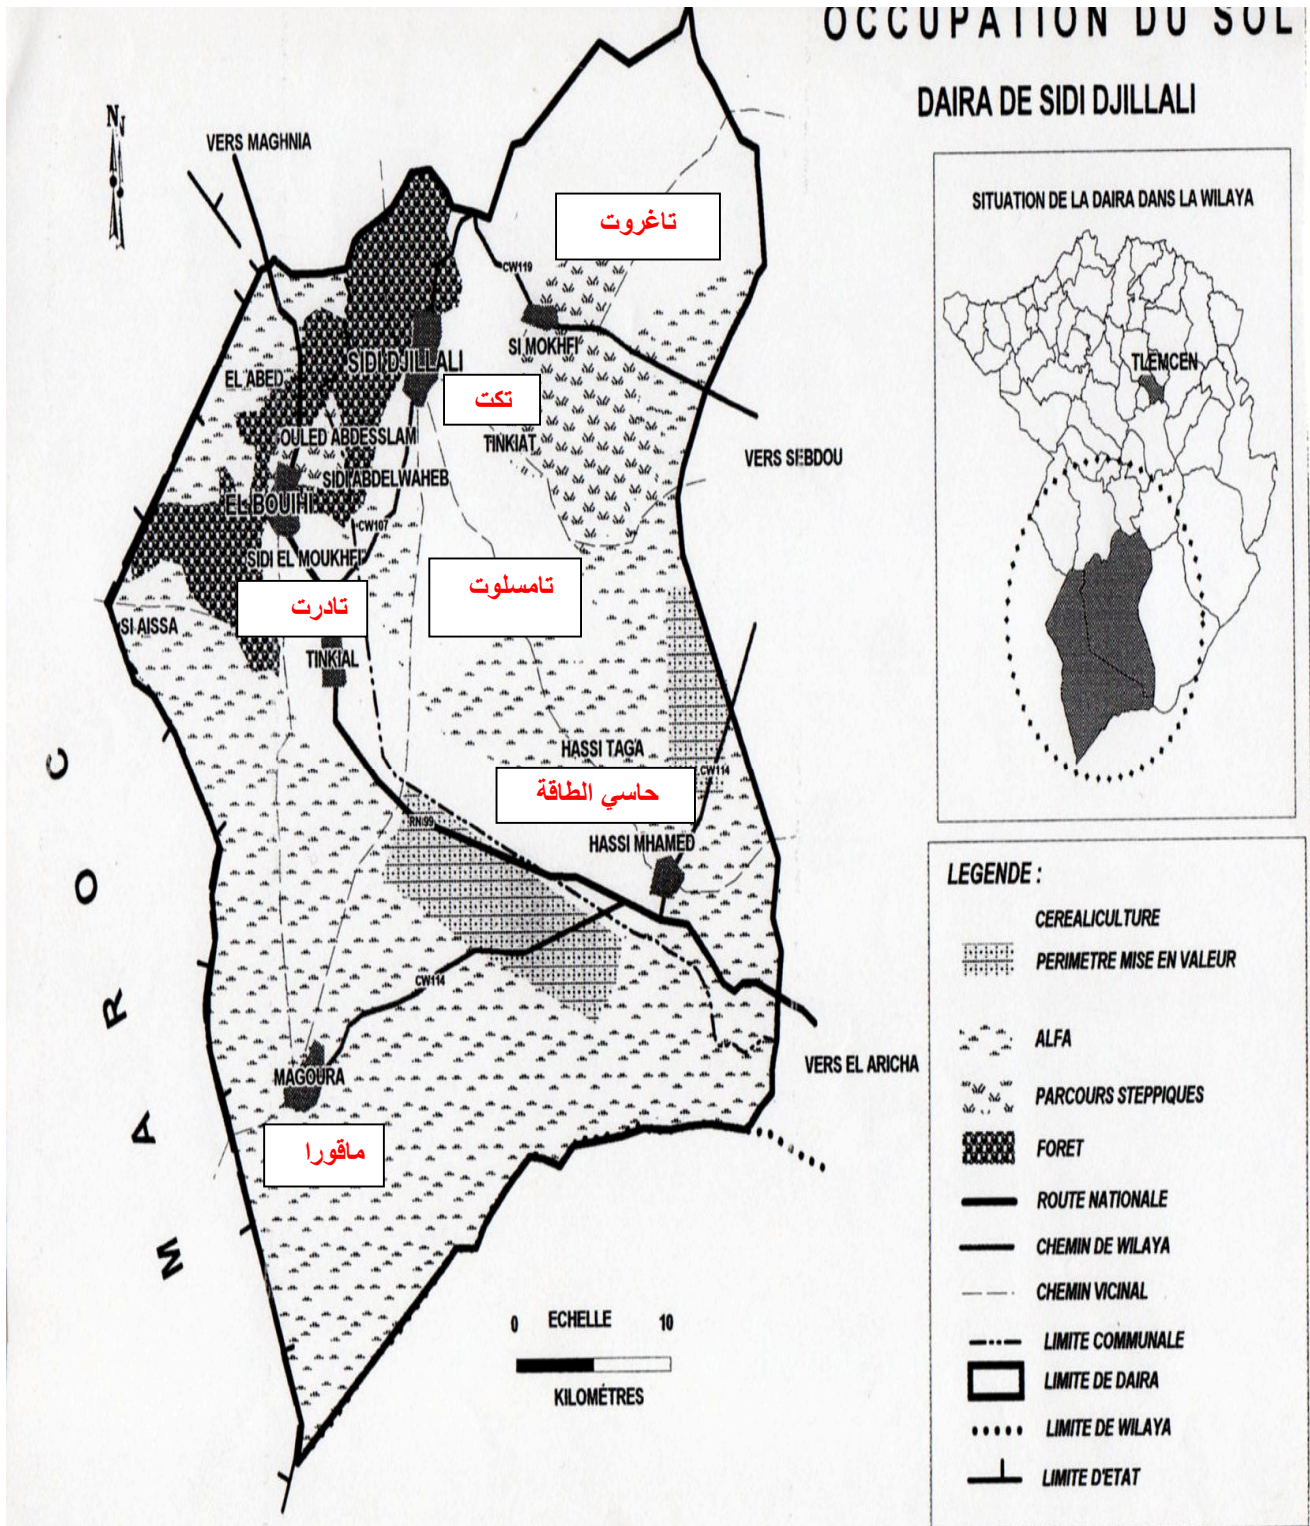 OCCUPATION DU SOL
DAIRA DE SIDI DJILLALI
N
VERS MAGHNIA
SITUATION DE LA DAIRA DANS LA WILAYA
تاغروت
CW119
SI MOKHFI
SIDI DJILLALI
TLEMCEN
EL ABED
تكت
OULED ABDESSLAM
TINKIAT
VERS SEBDOU
SIDI ABDELWAHEB
EL BOUIHI
CW107
SIDI EL MOUKHFI
تامسلوت
تادرت
SI AISSA
TINKIAL
HASSI TAGA
CW114
حاسي الطاقة
RN 99
HASSI MHAMED
CW114
MAGOURA
VERS EL ARICHA
ماقورا
MAROC
0 ECHELLE 10
KILOMÉTRES
LEGENDE :
CEREALICULTURE
PERIMETRE MISE EN VALEUR
ALFA
PARCOURS STEPPIQUES
FORET
ROUTE NATIONALE
CHEMIN DE WILAYA
CHEMIN VICINAL
LIMITE COMMUNALE
LIMITE DE DAIRA
LIMITE DE WILAYA
LIMITE D'ETAT